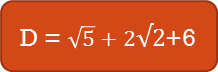 D = √5 + 2√2+6